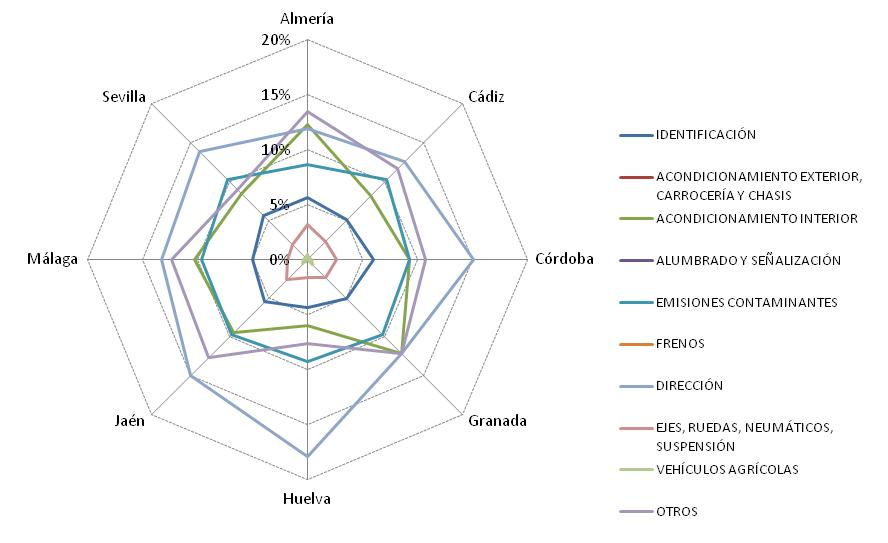 Almería
20%
Sevilla
Cádiz
15%
10%
5%
Málaga
0%
Córdoba
Jaén
Granada
Huelva
IDENTIFICACIÓN
ACONDICIONAMIENTO EXTERIOR,
CARROCERÍA Y CHASIS
ACONDICIONAMIENTO INTERIOR
ALUMBRADO Y SEÑALIZACIÓN
EMISIONES CONTAMINANTES
FRENOS
DIRECCIÓN
EJES, RUEDAS, NEUMÁTICOS,
SUSPENSIÓN
VEHÍCULOS AGRÍCOLAS
OTROS